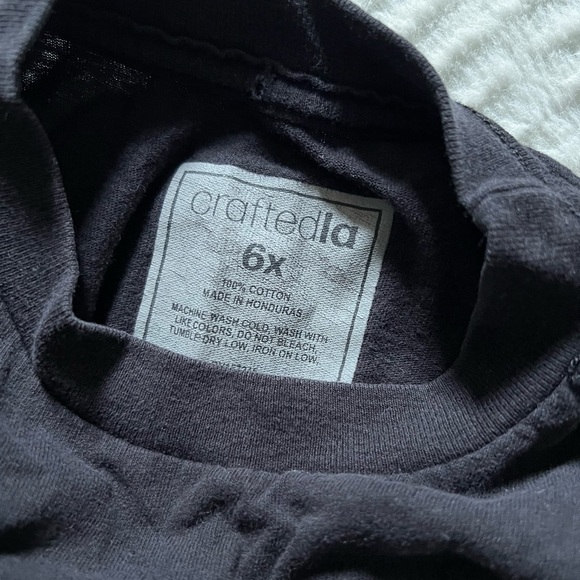 craftedla
6x
100% COTTON
MADE IN HONDURAS
MACHINE WASH COLD, WASH WITH
LIKE COLORS, DO NOT BLEACH,
TUMBLE DRY LOW, IRON ON LOW.